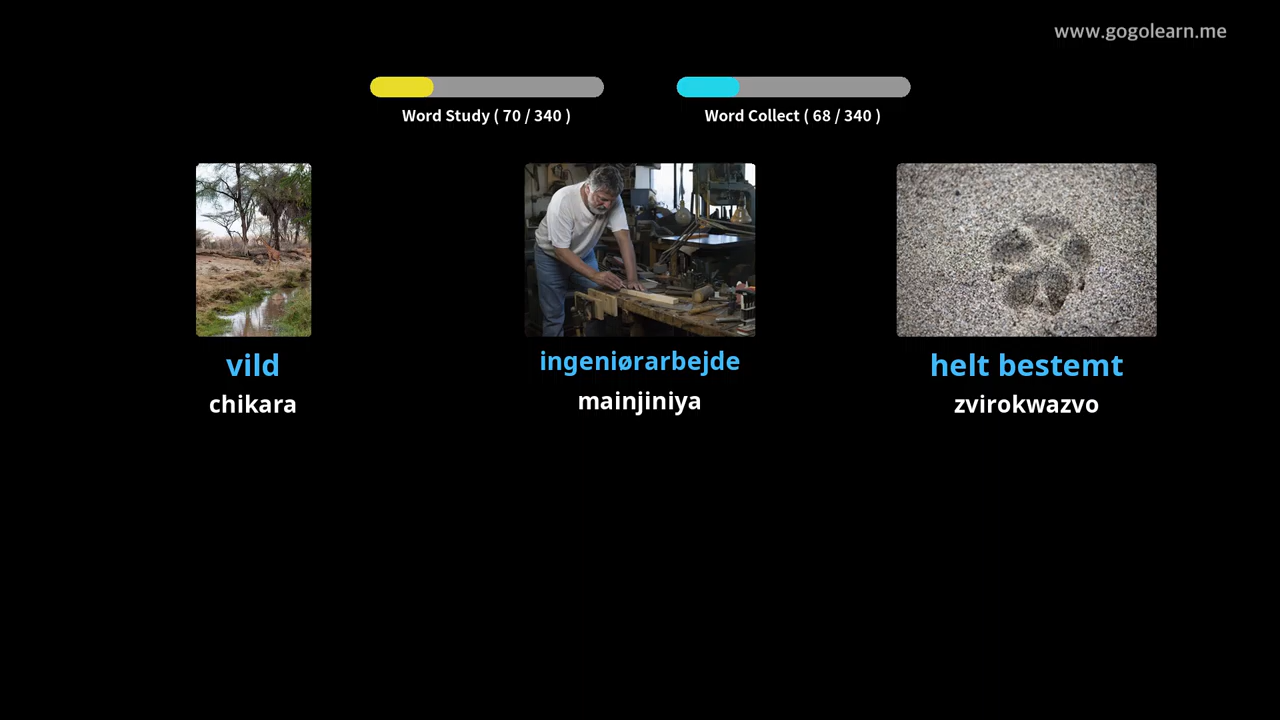 www.gogolearn.me
Word Study ( 70 / 340 )
Word Collect ( 68 / 340 )
vild
chikara
ingeniørarbejde
mainjiniya
helt bestemt
zvirokwazvo